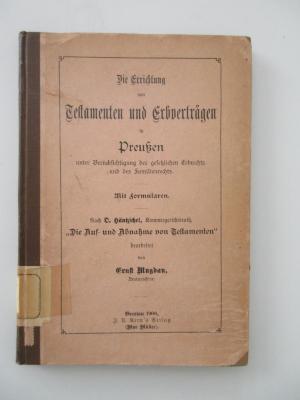 Die Errichtung
von
Testamenten und Erbverträgen
in
Preußen
unter Berücksichtigung des gesetzlichen Erbrechts
und des Familienrechts.
Mit Formularen.
Nach O. Häntzschel, Kammergerichtsrath,
„Die Auf- und Abnahme von Testamenten“
bearbeitet
von
Ernst Mugdan,
Breslau 1900,
J. U. Kern's Verlag
(Max Müller).